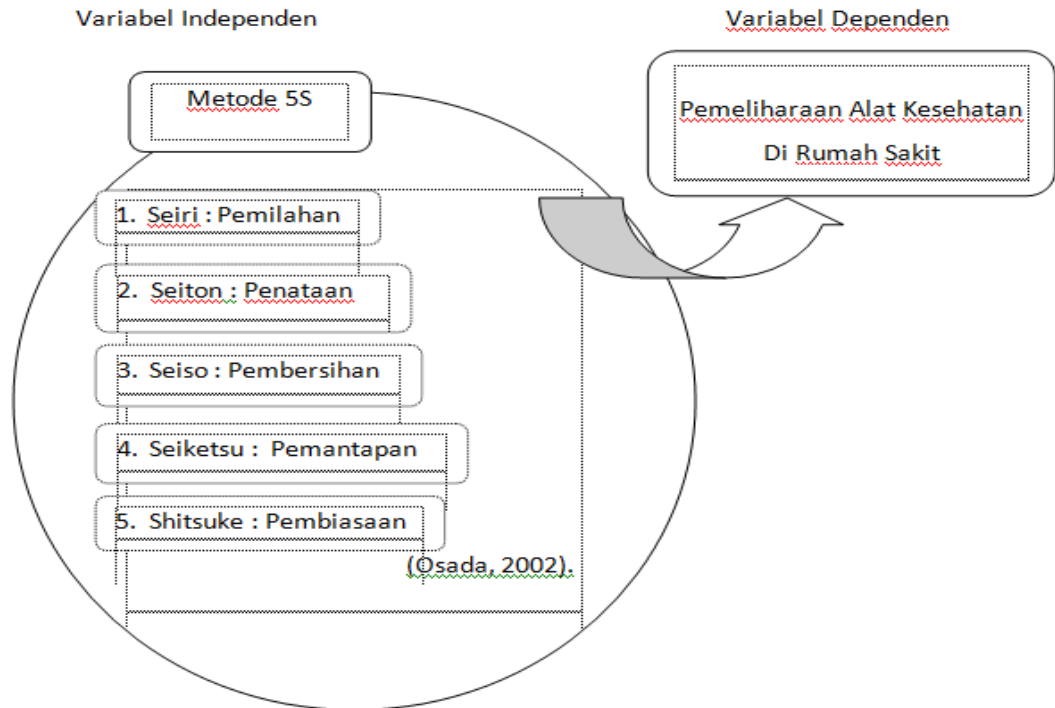 Variabel Independen
Variabel Dependen
Metode 5S
Pemeliharaan Alat Kesehatan
Di Rumah Sakit
1. Seiri : Pemilahan
2. Seiton : Penataan
3. Seiso : Pembersihan
4. Seiketsu : Pemantapan
5. Shitsuke : Pembiasaan
(Osada, 2002).